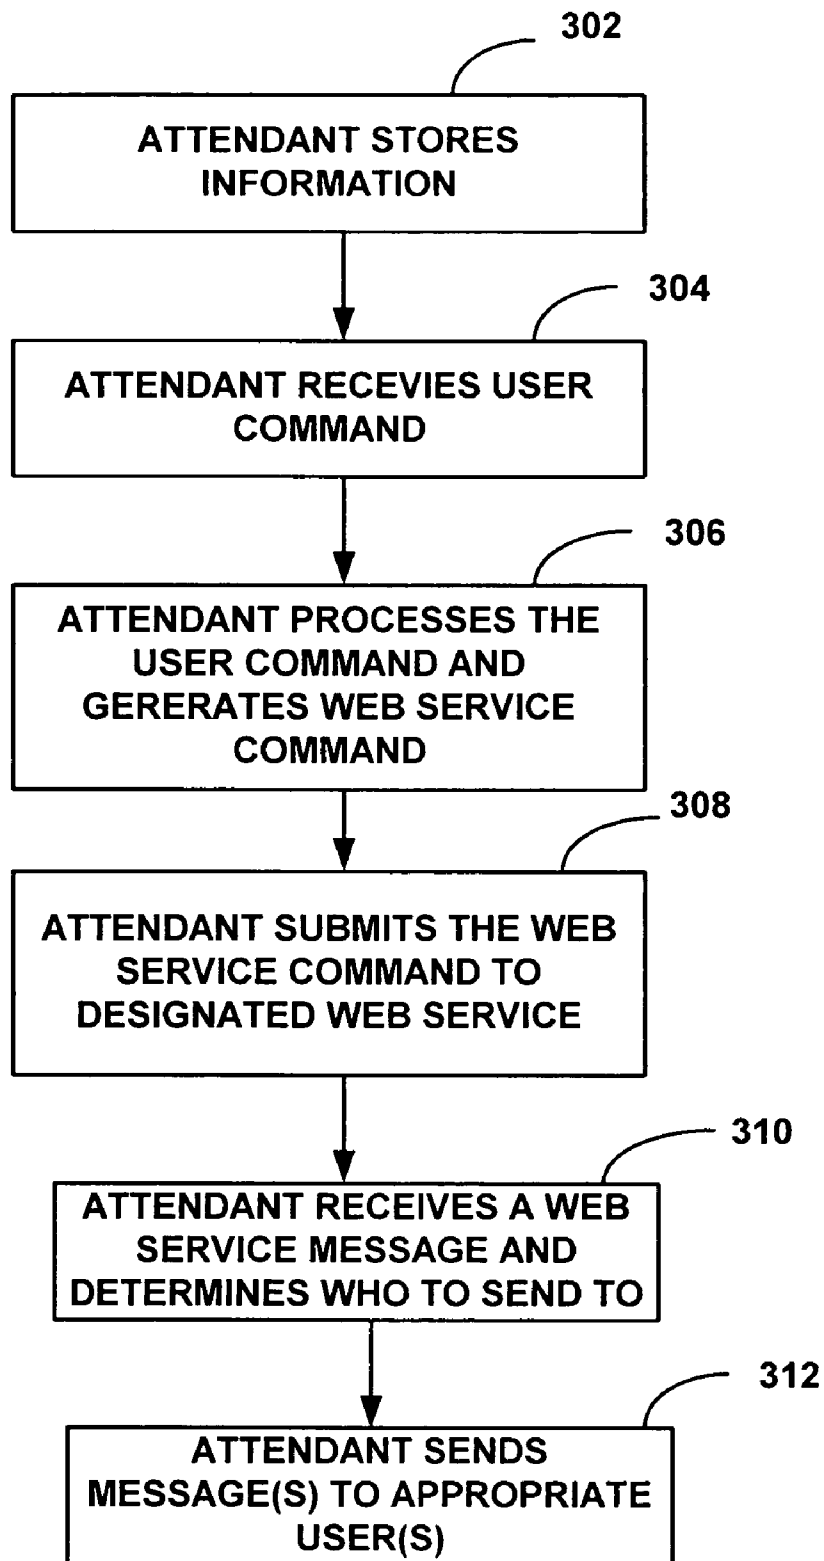 302
ATTENDANT STORES
INFORMATION
304
ATTENDANT RECEVIES USER
COMMAND
306
ATTENDANT PROCESSES THE
USER COMMAND AND
GERERATES WEB SERVICE
COMMAND
308
ATTENDANT SUBMITS THE WEB
SERVICE COMMAND TO
DESIGNATED WEB SERVICE
310
ATTENDANT RECEIVES A WEB
SERVICE MESSAGE AND
DETERMINES WHO TO SEND TO
312
ATTENDANT SENDS
MESSAGE(S) TO APPROPRIATE
USER(S)